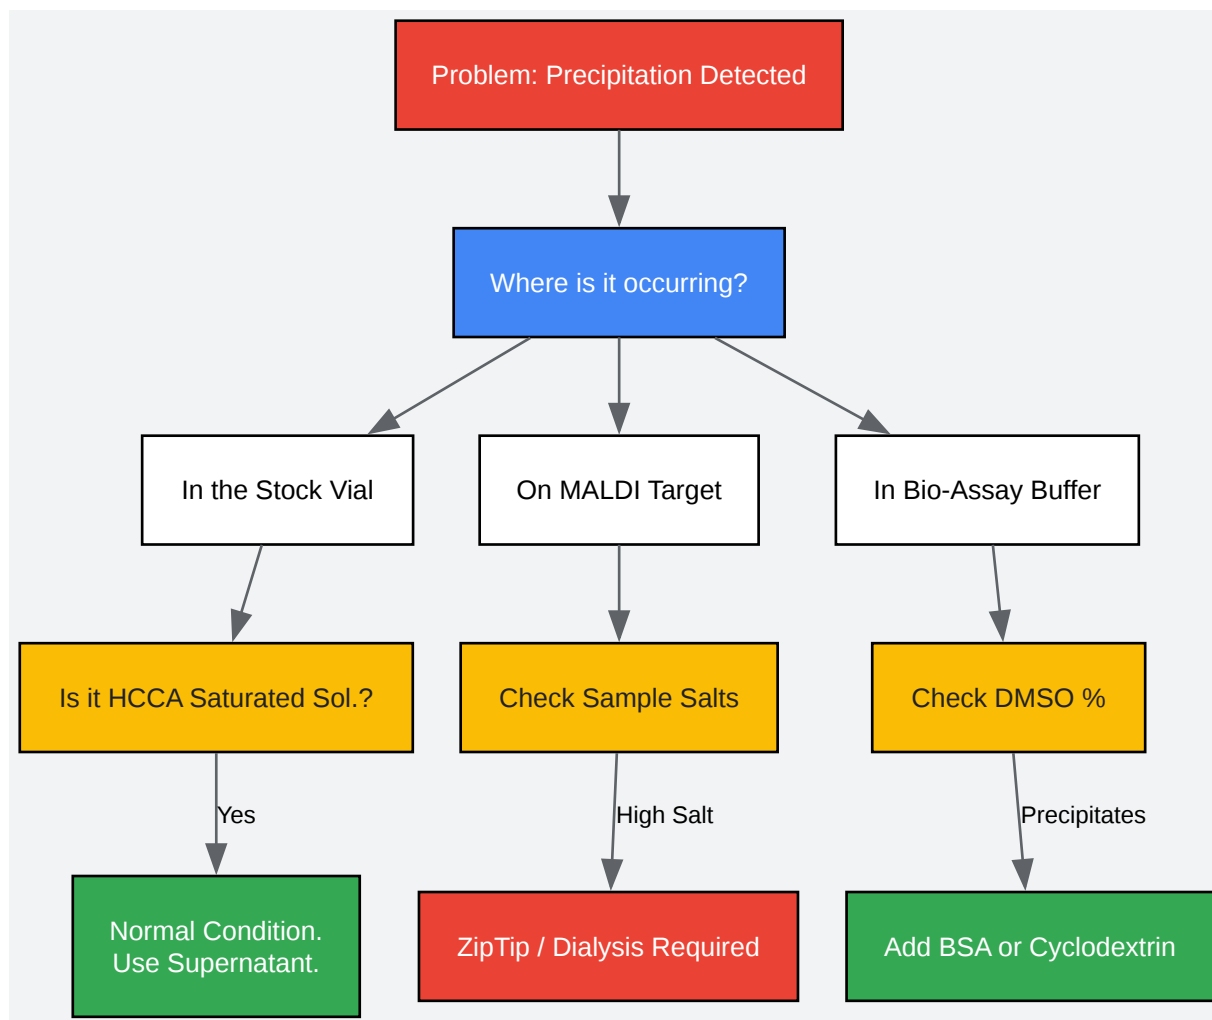 Problem: Precipitation Detected
Where is it occurring?
In the Stock Vial
On MALDI Target
In Bio-Assay Buffer
Is it HCCA Saturated Sol.?
Check Sample Salts
Check DMSO %
Yes
High Salt
Precipitates
Normal Condition.
Use Supernatant.
ZipTip / Dialysis Required
Add BSA or Cyclodextrin